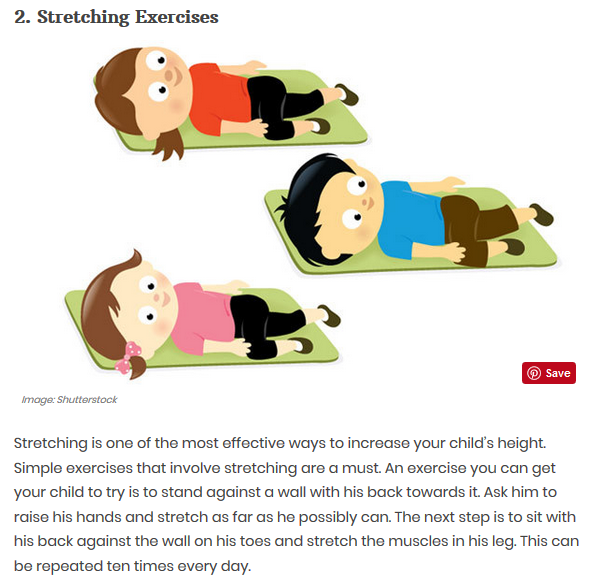 2. Stretching Exercises
Save
Image: Shutterstock
Stretching is one of the most effective ways to increase your child's height.
Simple exercises that involve stretching are a must. An exercise you can get
your child to try is to stand against a wall with his back towards it. Ask him to
raise his hands and stretch as far as he possibly can. The next step is to sit with
his back against the wall on his toes and stretch the muscles in his leg. This can
be repeated ten times every day.